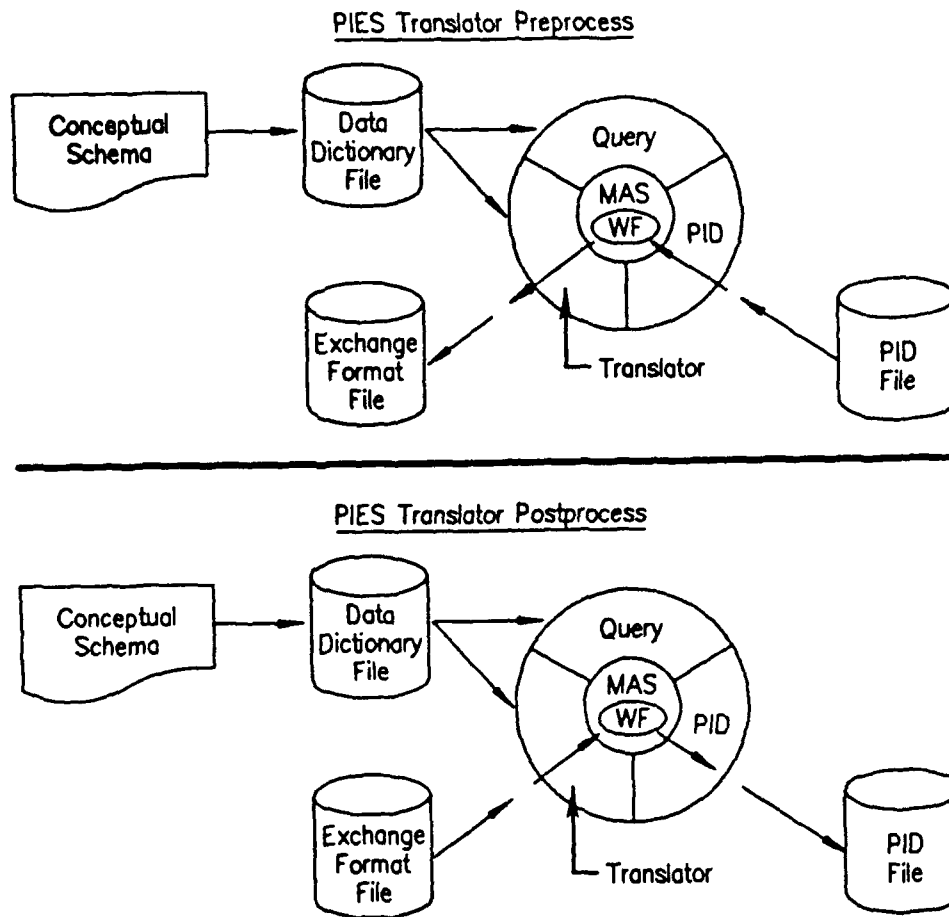 PIES Translator Preprocess
Conceptual
Schema
Data
Dictionary
File
Query
MAS
WF
PID
Exchange
Format
File
Translator
PID
File
PIES Translator Postprocess
Conceptual
Schema
Data
Dictionary
File
Query
MAS
WF
PID
Exchange
Format
File
Translator
PID
File